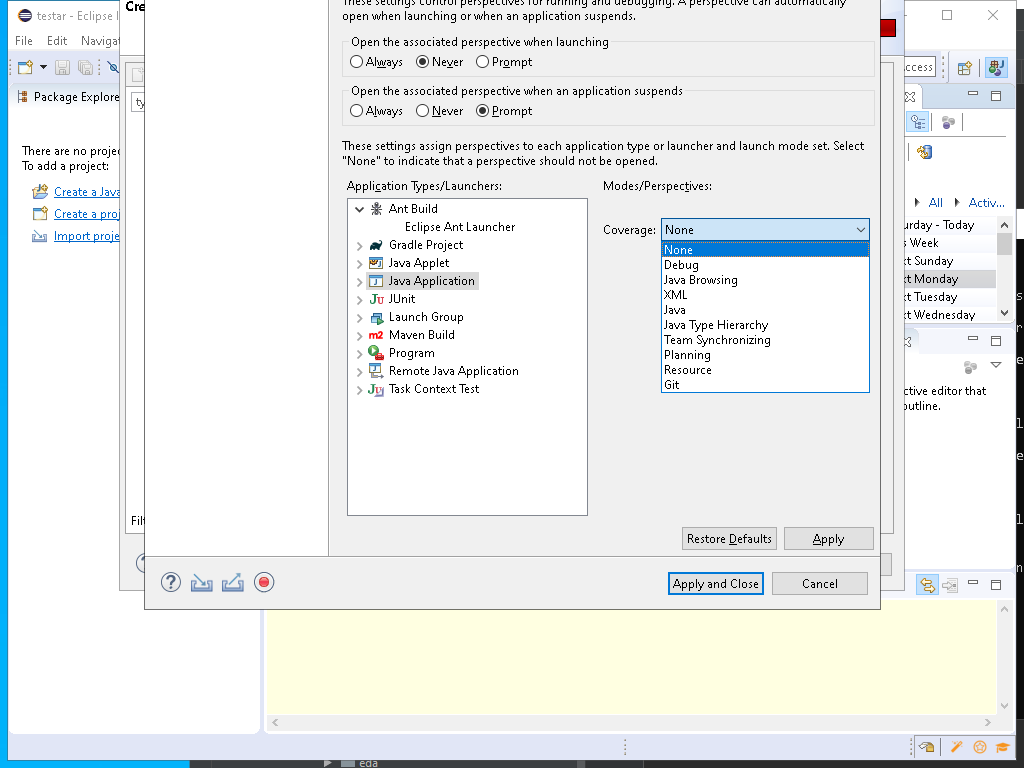 testar - Eclipse I
Cre
File Edit Navigat
Package Explore
There are no projec
To add a project:
Create a Java
Create a proj
Import proje
ty
Filt
These settings control perspectives for running and debugging. A perspective can automatically
open when launching or when an application suspends.
Open the associated perspective when launching
Always Never Prompt
Open the associated perspective when an application suspends
Always Never Prompt
These settings assign perspectives to each application type or launcher and launch mode set. Select
"None" to indicate that a perspective should not be opened.
Application Types/Launchers:
Ant Build
Eclipse Ant Launcher
Gradle Project
Java Applet
Java Application
JUnit
Launch Group
Maven Build
Program
Remote Java Application
Task Context Test
Modes/Perspectives:
Coverage: None
None
Debug
Java Browsing
XML
Java
Java Type Hierarchy
Team Synchronizing
Planning
Resource
Git
Restore Defaults Apply
Apply and Close Cancel
ccess
All Activ...
urday - Today
s Week
xt Sunday
xt Monday
xt Tuesday
xt Wednesday
ctive editor that
outline.
eda